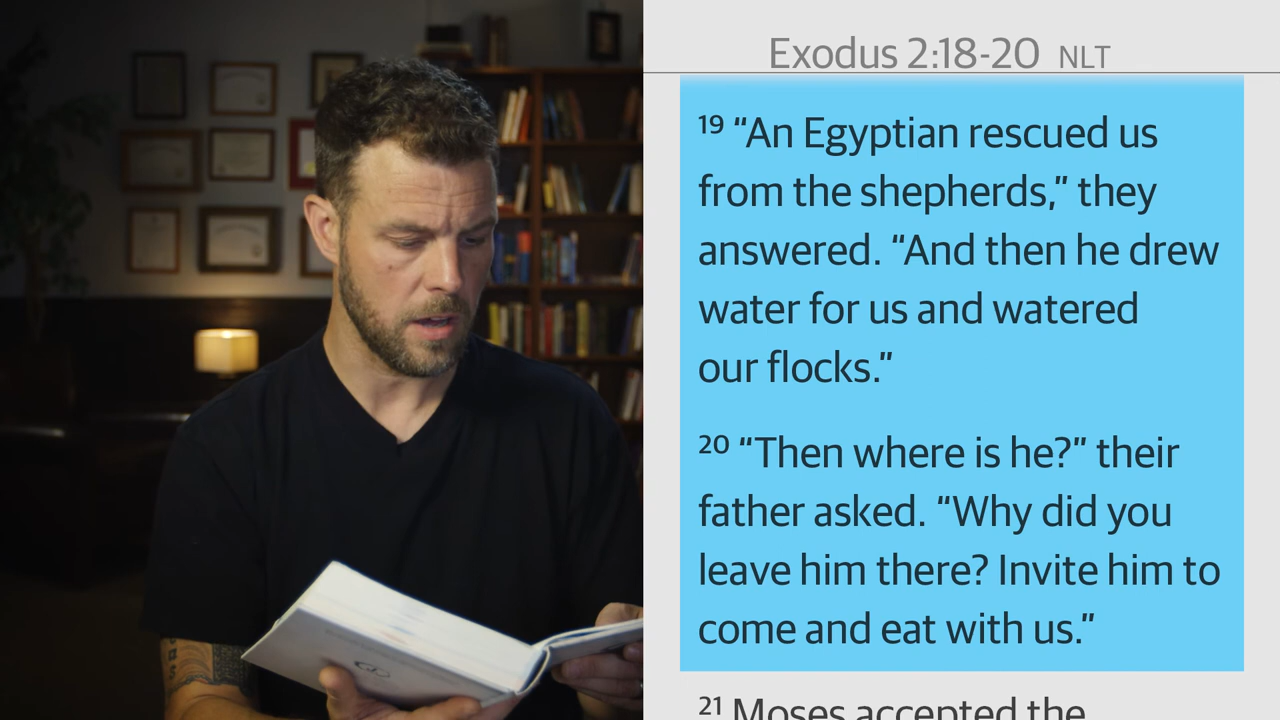 Exodus 2:18-20 NLT
19 “An Egyptian rescued us
from the shepherds,” they
answered. “And then he drew
water for us and watered
our flocks.”
20 “Then where is he?” their
father asked. “Why did you
leave him there? Invite him to
come and eat with us.”
21 Moses accepted the